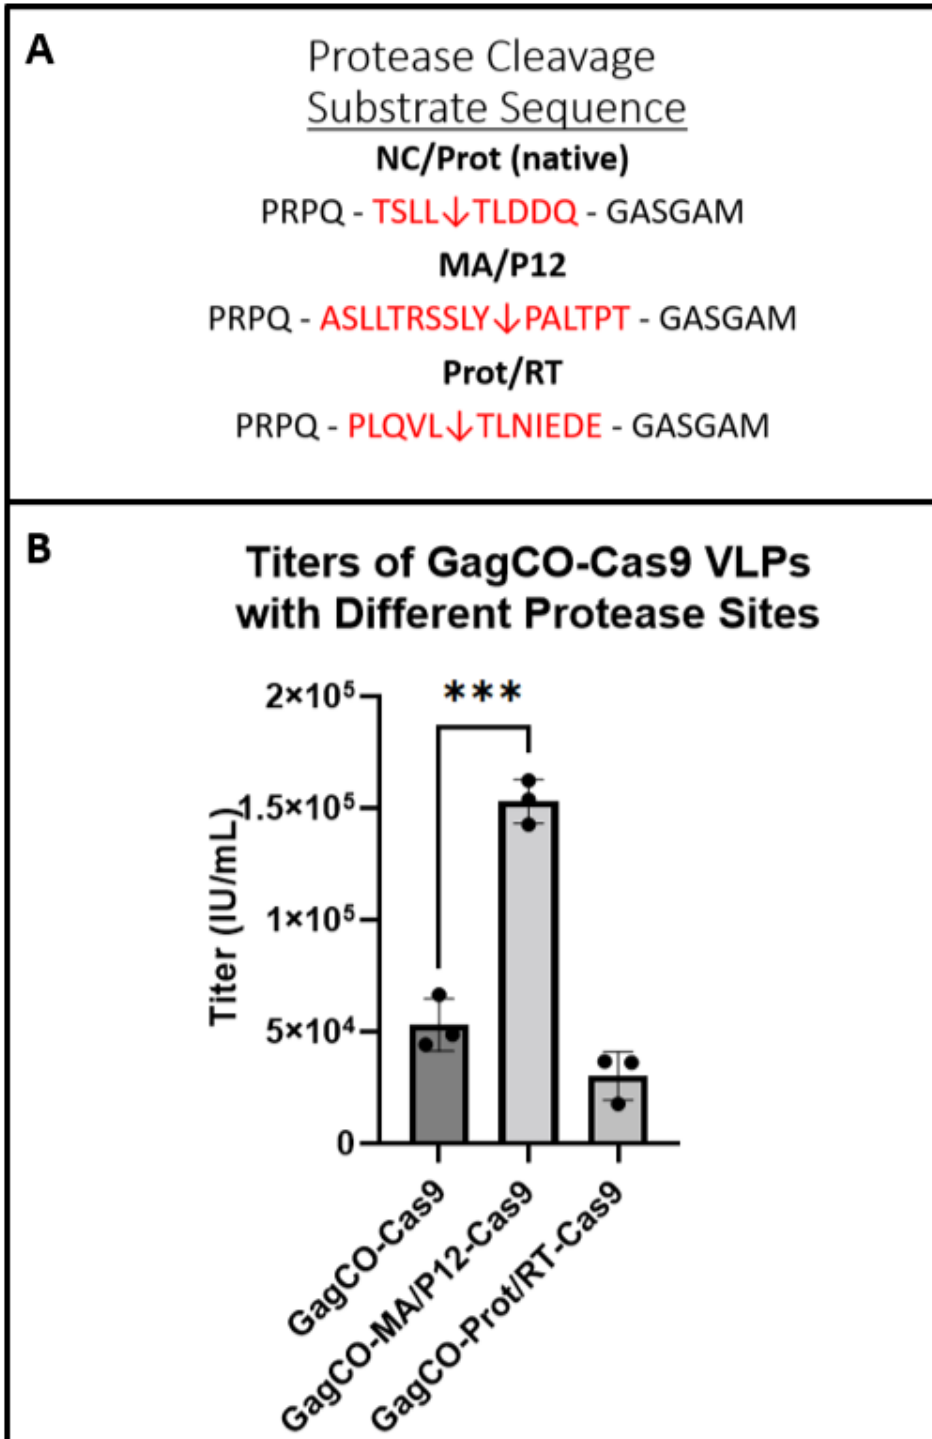 A
Protease Cleavage
Substrate Sequence
NC/Prot (native)
PRPQ - TSLL↓TLDDQ - GASGAM
MA/P12
PRPQ - ASLLTRSSLY↓PALTPT - GASGAM
Prot/RT
PRPQ - PLQVL↓TLNIEDE - GASGAM
B
Titers of GagCO-Cas9 VLPs
with Different Protease Sites
***
2×10⁵
1.5×10⁵
1×10⁵
5×10⁴
0
Titer (IU/mL)
GagCO-Cas9
GagCO-MA/P12-Cas9
GagCO-Prot/RT-Cas9